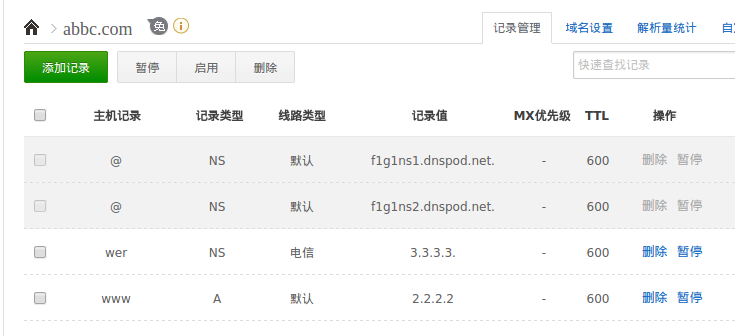 abbc.com 免
记录管理 域名设置 解析量统计
添加记录 暂停 启用 删除 快速查找记录
主机记录 记录类型 线路类型 记录值 MX优先级 TTL 操作
@ NS 默认 f1g1ns1.dnspod.net. - 600 删除 暂停
@ NS 默认 f1g1ns2.dnspod.net. - 600 删除 暂停
wer NS 电信 3.3.3.3. - 600 删除 暂停
www A 默认 2.2.2.2 - 600 删除 暂停